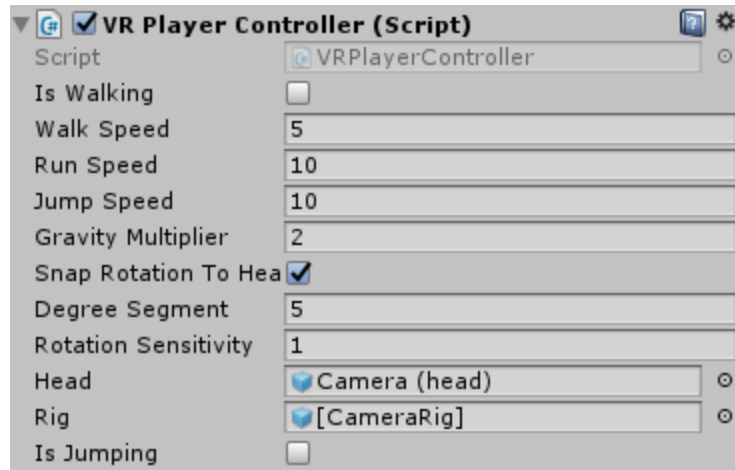 VR Player Controller (Script)
Script VRPlayerController
Is Walking
Walk Speed 5
Run Speed 10
Jump Speed 10
Gravity Multiplier 2
Snap Rotation To Hea
Degree Segment 5
Rotation Sensitivity 1
Head Camera (head)
Rig [CameraRig]
Is Jumping